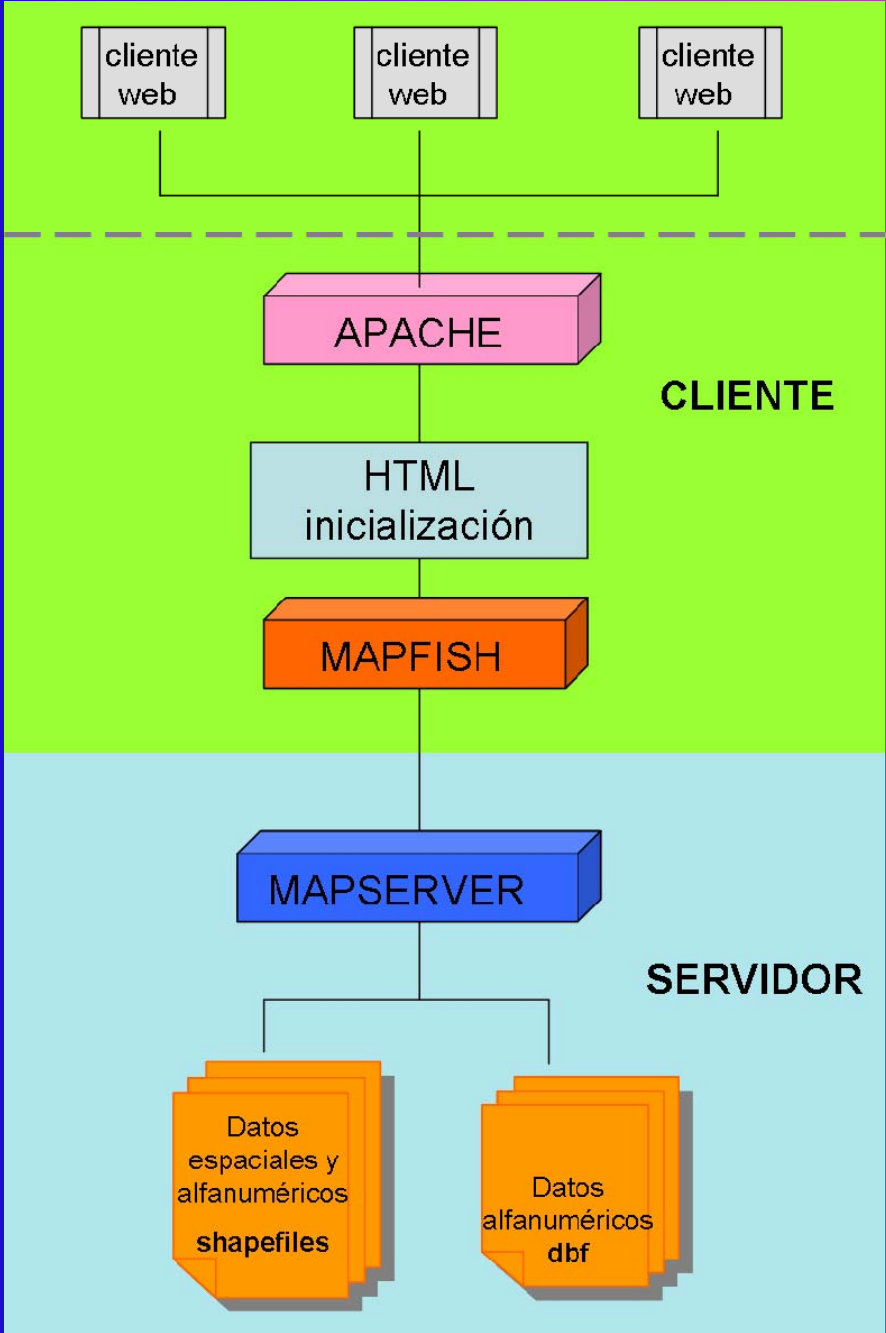 cliente
web
cliente
web
cliente
web
APACHE
CLIENTE
HTML
inicialización
MAPFISH
MAPSERVER
SERVIDOR
Datos
espaciales y
alfanuméricos
shapefiles
Datos
alfanuméricos
dbf